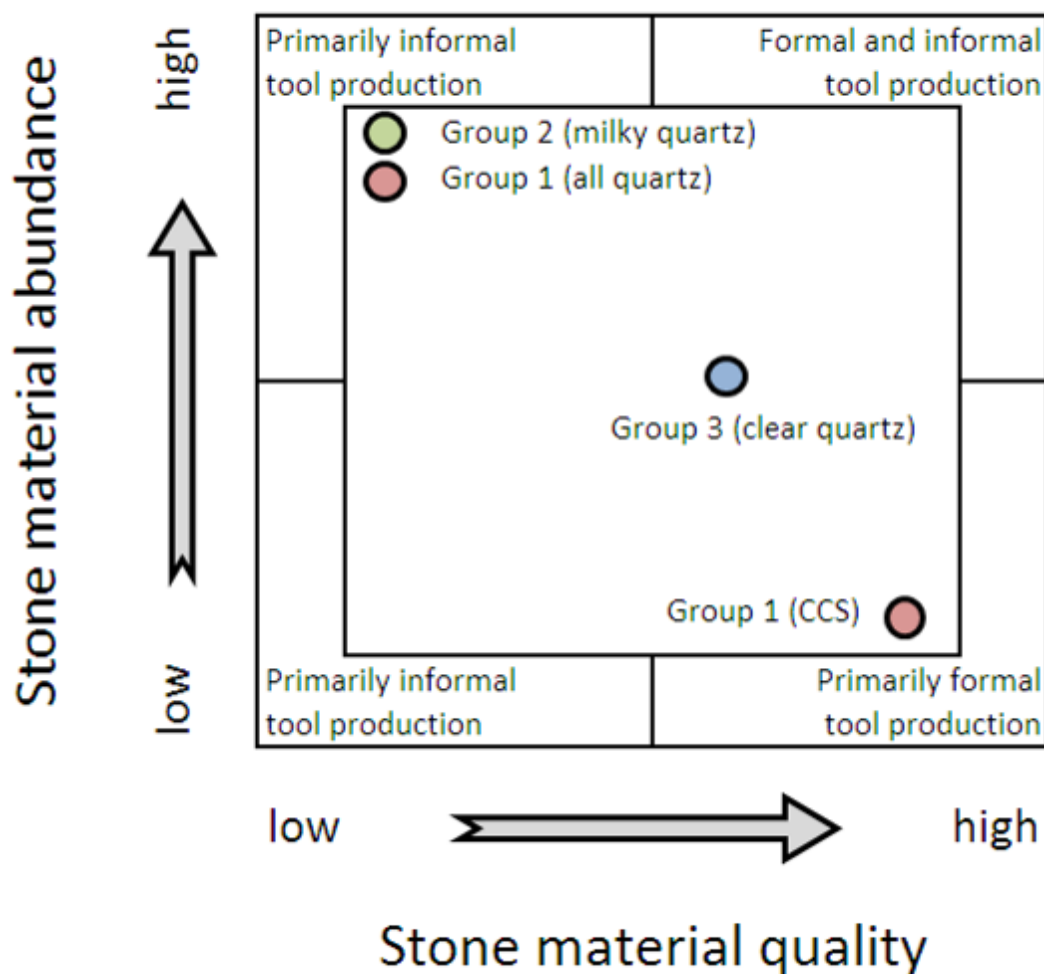 Stone material abundance
high
low
Primarily informal
tool production
Formal and informal
tool production
Group 2 (milky quartz)
Group 1 (all quartz)
Group 3 (clear quartz)
Group 1 (CCS)
Primarily informal
tool production
Primarily formal
tool production
low
high
Stone material quality